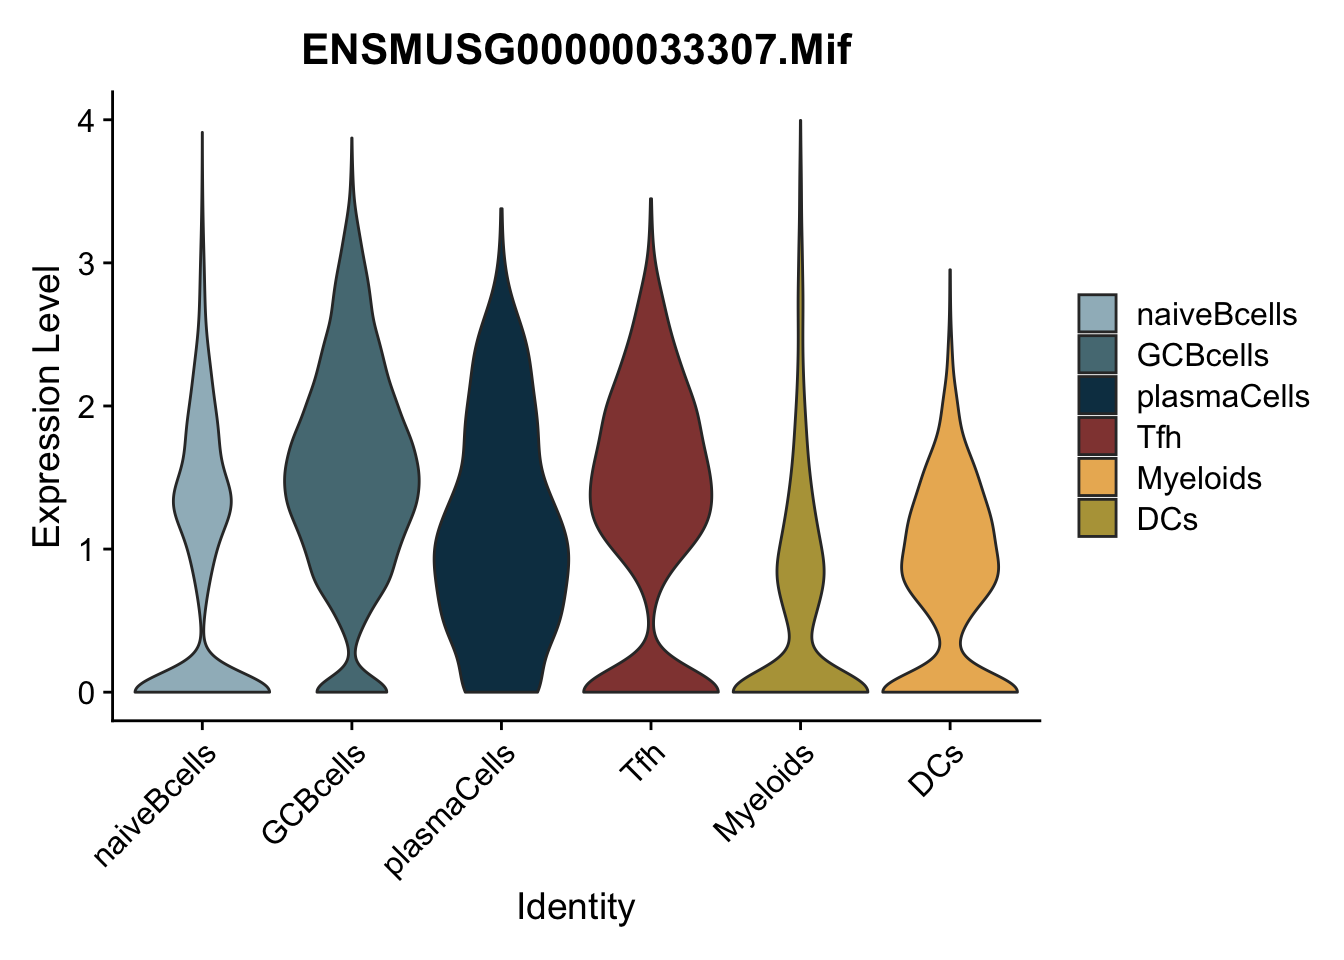 ENSMUSG00000033307.Mif
Expression Level
4
3
2
1
0
naiveBcells
GCBcells
plasmaCells
Tfh
Myeloids
DCs
Identity
naiveBcells
GCBcells
plasmaCells
Tfh
Myeloids
DCs